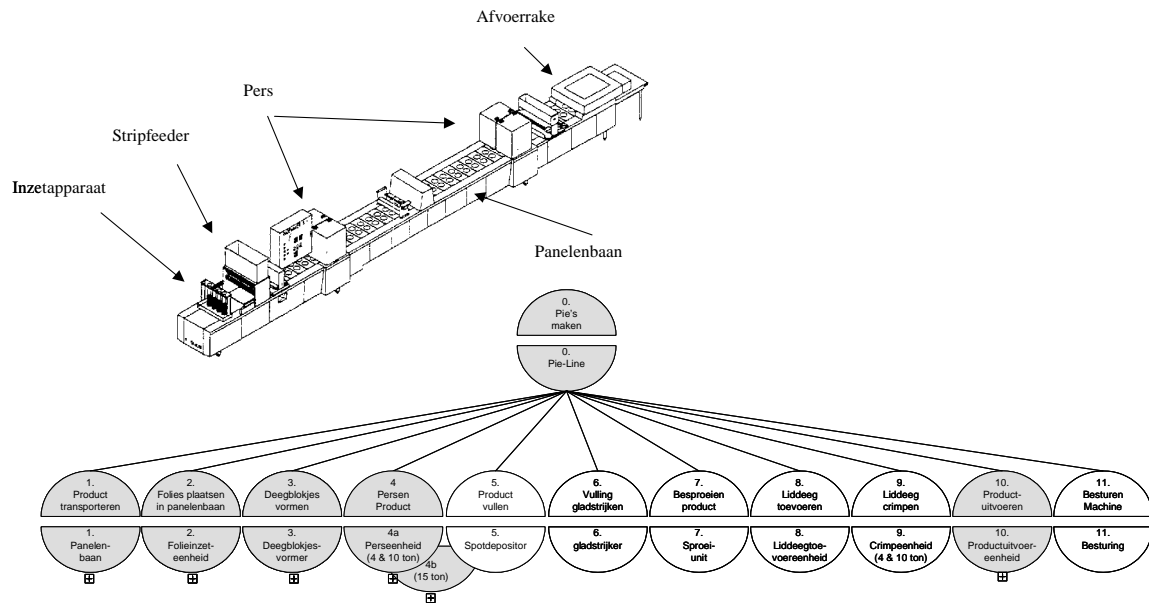 Afvoerrake
Pers
Stripfeeder
Inzetapparaat
Panelenbaan
0.
Pie's
maken
0.
Pie-Line
1.
Product
transporteren
2.
Folies plaatsen
in panelenbaan
3.
Deegblokjes
vormen
4
Persen
Product
5.
Product
vullen
6.
Vulling
gladstrijken
7.
Besproeien
product
8.
Liddeeg
toevoeren
9.
Liddeeg
crimpen
10.
Product-
uitvoeren
11.
Besturen
Machine
1.
Panelen-
baan
2.
Folieinzet-
eenheid
3.
Deegblokjes-
vormer
4a
Perseenheid
(4 & 10 ton)
4b
(15 ton)
5.
Spotdepositor
6.
gladstrijker
7.
Sproei-
unit
8.
Liddeegtoe-
voereenheid
9.
Crimpeenheid
(4 & 10 ton)
10.
Productuitvoer-
eenheid
11.
Besturing